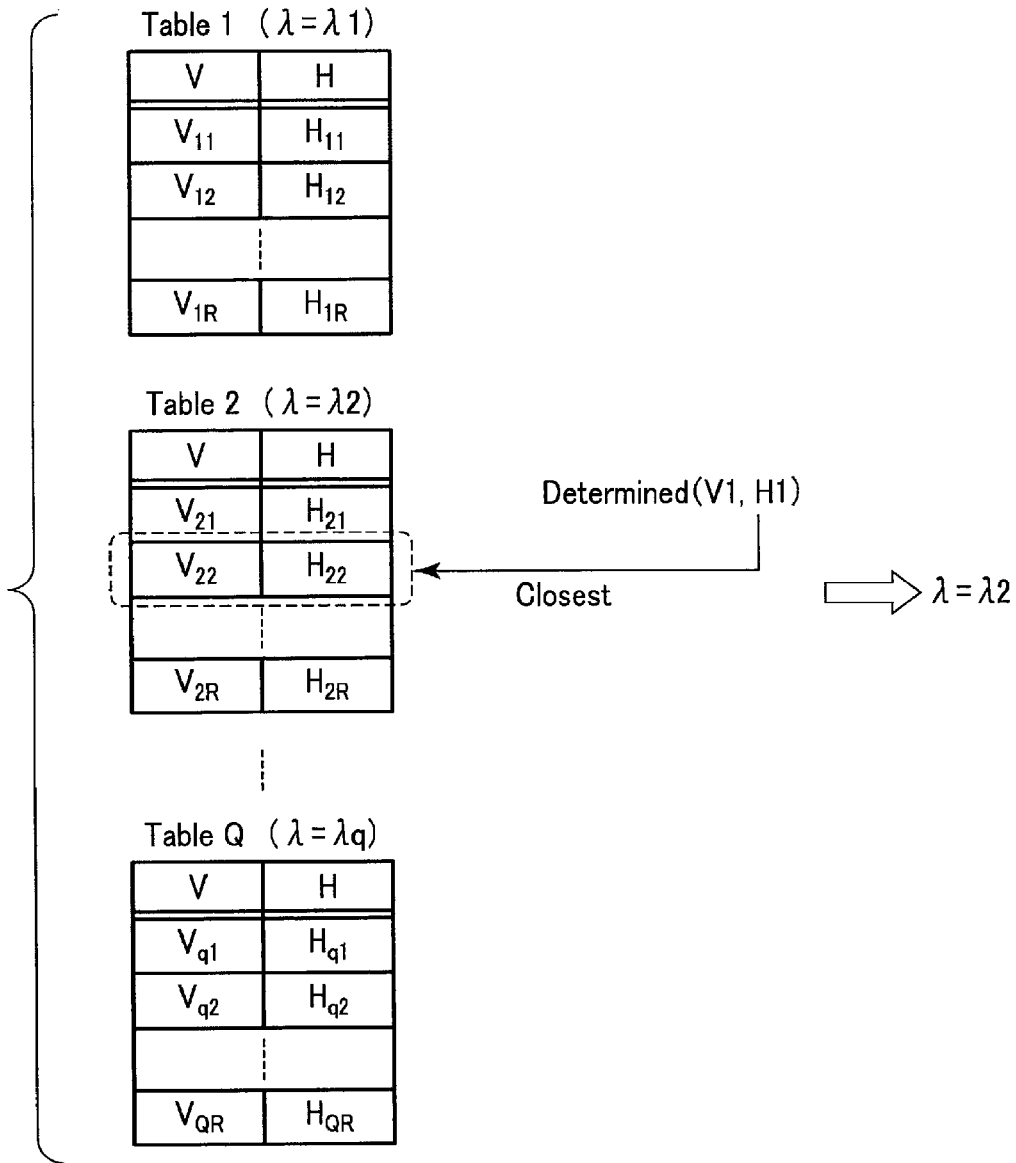 Table 1 (λ=λ1)
V H
V11 H11
V12 H12
V1R H1R
Table 2 (λ=λ2)
V H
V21 H21
Determined(V1, H1)
V22 H22
Closest
λ=λ2
V2R H2R
Table Q (λ=λq)
V H
Vq1 Hq1
Vq2 Hq2
VQR HQR